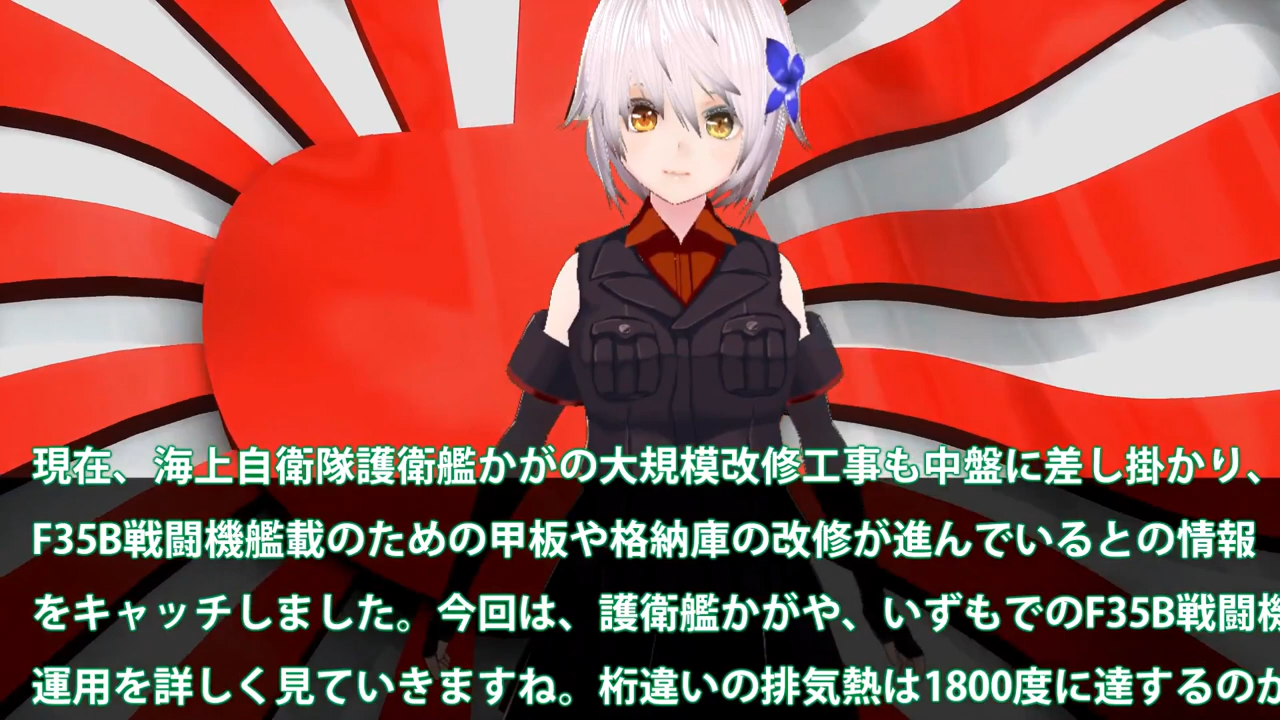 現在、海上自衛隊護衛艦かがの大規模改修工事も中盤に差し掛かり、
F35B戦闘機艦載のための甲板や格納庫の改修が進んでいるとの情報
をキャッチしました。今回は、護衛艦かがや、いずもでのF35B戦闘機
運用を詳しく見ていきますね。桁違いの排気熱は1800度に達するのか